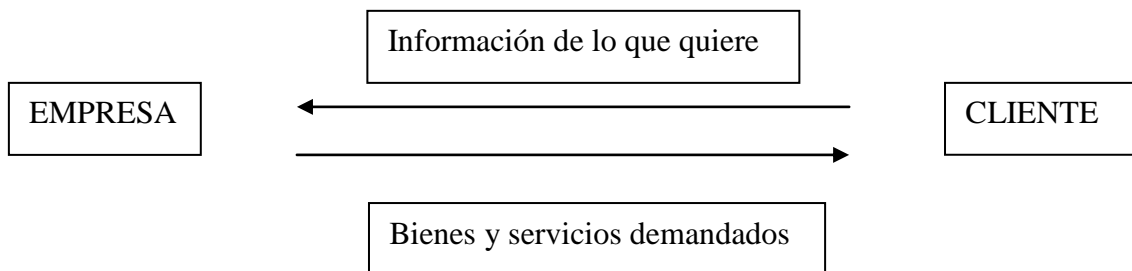 Información de lo que quiere
EMPRESA
CLIENTE
Bienes y servicios demandados